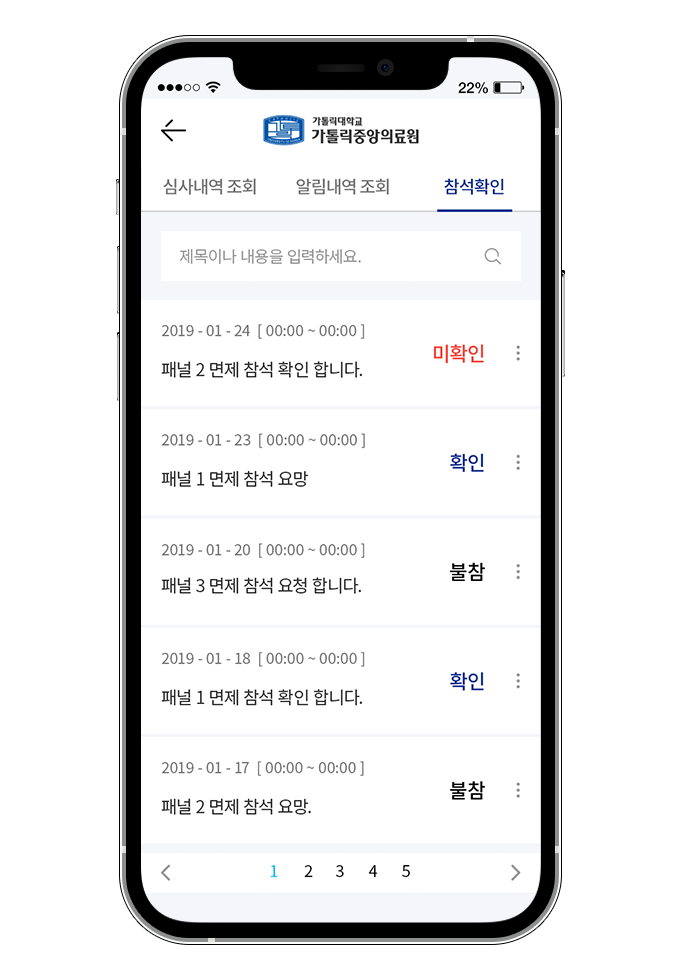 22%
가톨릭대학교
가톨릭중앙의료원
심사내역 조회 알림내역 조회 참석확인
제목이나 내용을 입력하세요.
2019 - 01 - 24 [ 00:00 ~ 00:00 ]
미확인
패널 2 면제 참석 확인 합니다.
2019 - 01 - 23 [ 00:00 ~ 00:00 ]
확인
패널 1 면제 참석 요망
2019 - 01 - 20 [ 00:00 ~ 00:00 ]
불참
패널 3 면제 참석 요청 합니다.
2019 - 01 - 18 [ 00:00 ~ 00:00 ]
확인
패널 1 면제 참석 확인 합니다.
2019 - 01 - 17 [ 00:00 ~ 00:00 ]
불참
패널 2 면제 참석 요망.
1 2 3 4 5